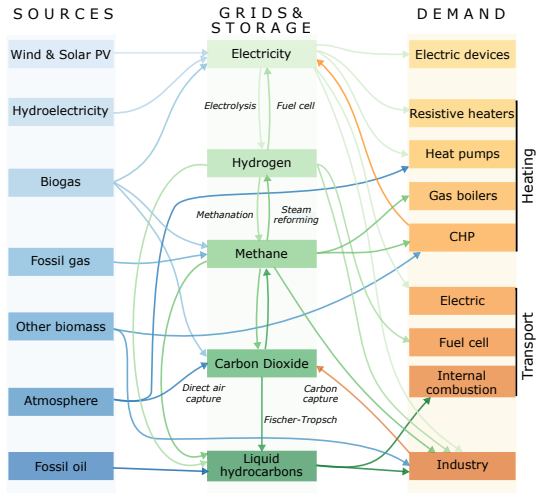 SOURCES
GRIDS &
STORAGE
DEMAND
Wind & Solar PV
Hydroelectricity
Biogas
Fossil gas
Other biomass
Atmosphere
Fossil oil
Electricity
Electrolysis
Fuel cell
Hydrogen
Methanation
Steam
reforming
Methane
Carbon Dioxide
Direct air
capture
Carbon
capture
Fischer-Tropsch
Liquid
hydrocarbons
Electric devices
Resistive heaters
Heat pumps
Gas boilers
CHP
Heating
Electric
Fuel cell
Internal
combustion
Transport
Industry